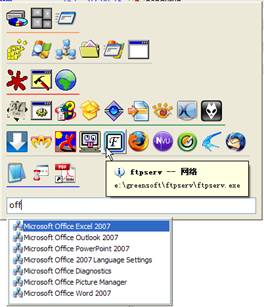 ftpserv -- 网络
e:\greensoft\ftpserv\ftpserv.exe
off
Microsoft Office Excel 2007
Microsoft Office Outlook 2007
Microsoft Office PowerPoint 2007
Microsoft Office 2007 Language Settings
Microsoft Office Diagnostics
Microsoft Office Picture Manager
Microsoft Office Word 2007